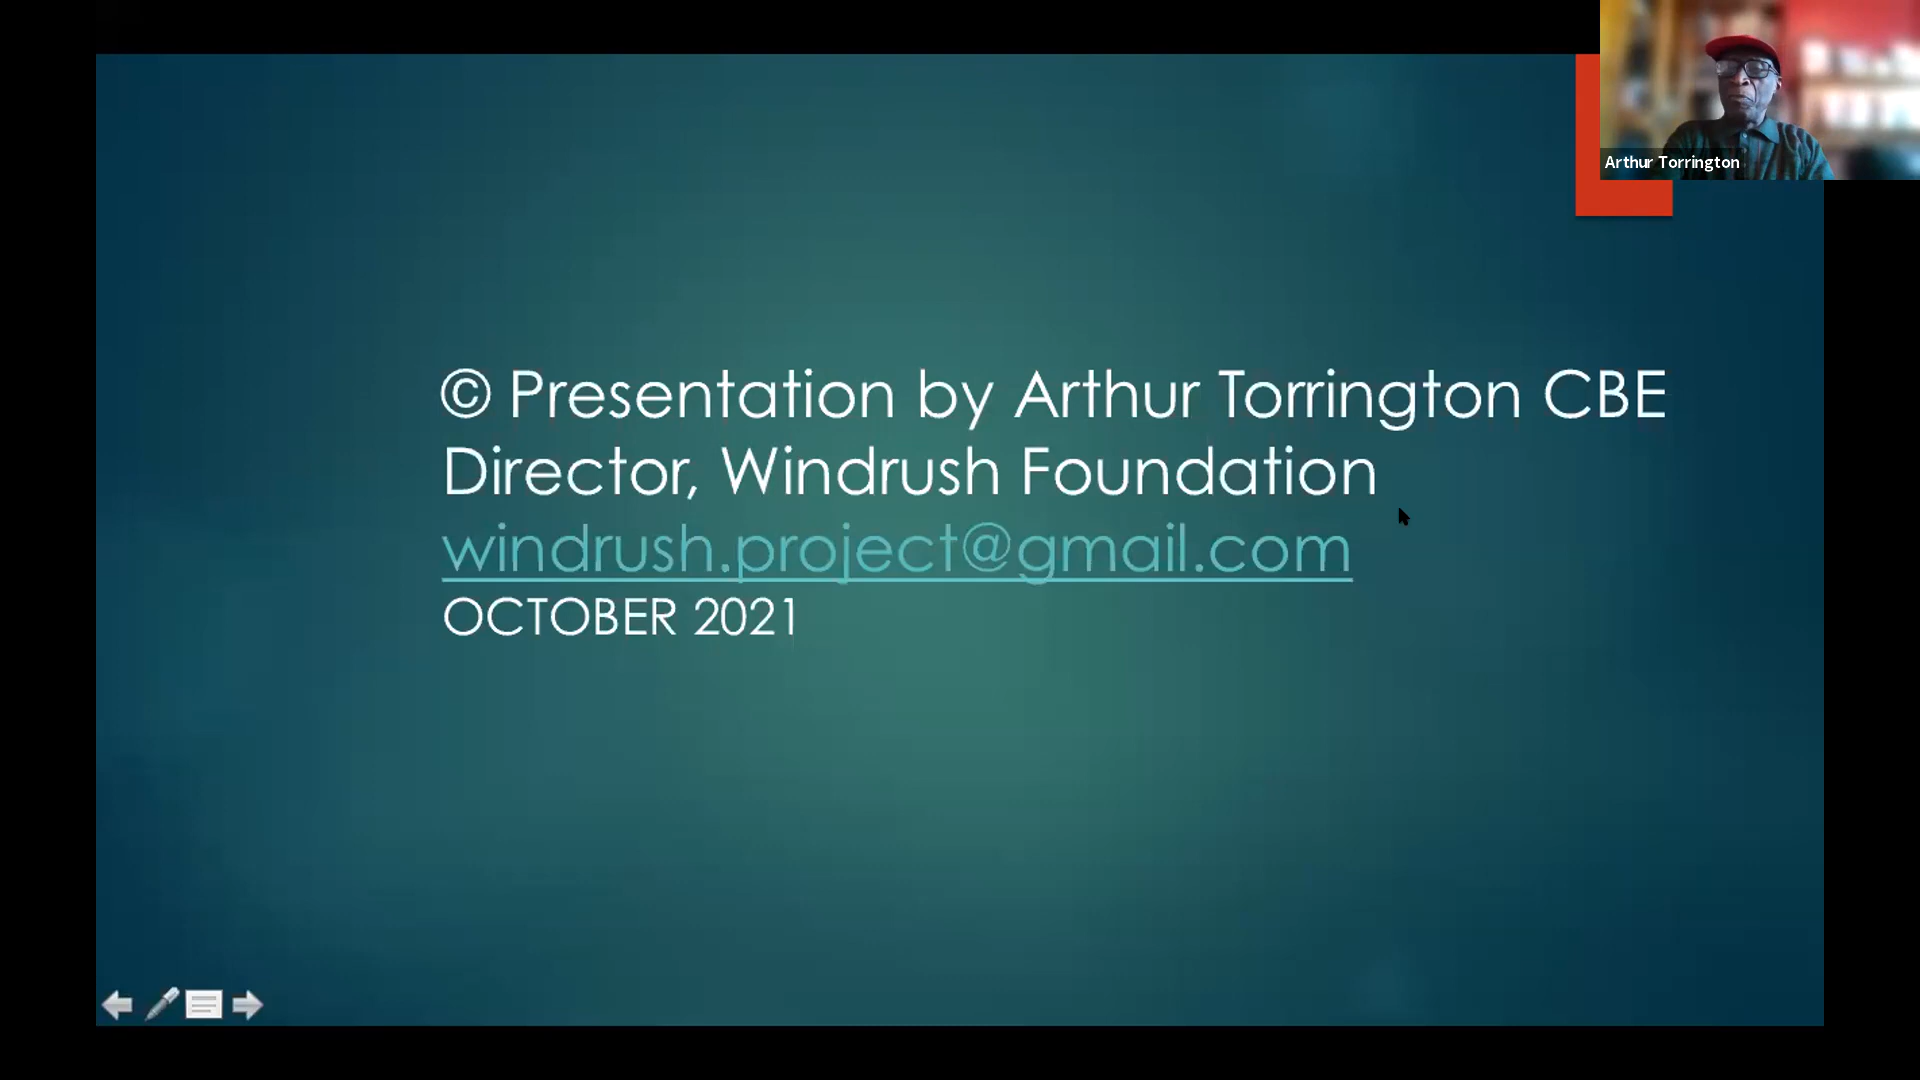 © Presentation by Arthur Torrington CBE
Director, Windrush Foundation
windrush.project@gmail.com
OCTOBER 2021
Arthur Torrington